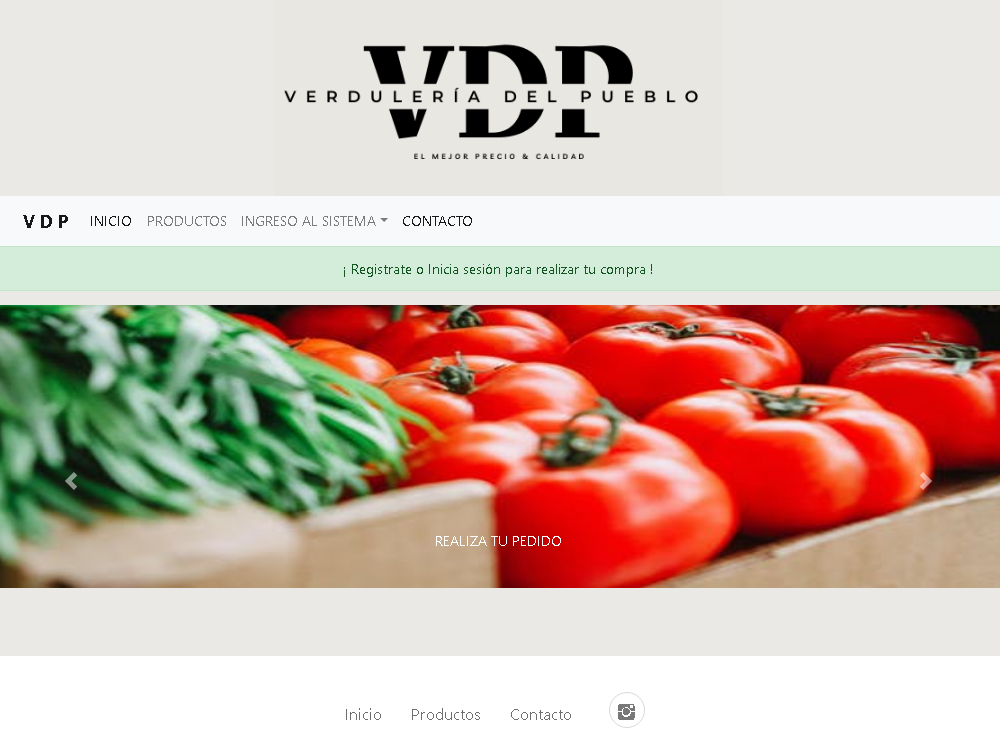 VDP
VERDULERÍA DEL PUEBLO
EL MEJOR PRECIO & CALIDAD
V D P INICIO PRODUCTOS INGRESO AL SISTEMA CONTACTO
¡ Registrate o Inicia sesión para realizar tu compra !
REALIZA TU PEDIDO
Inicio Productos Contacto